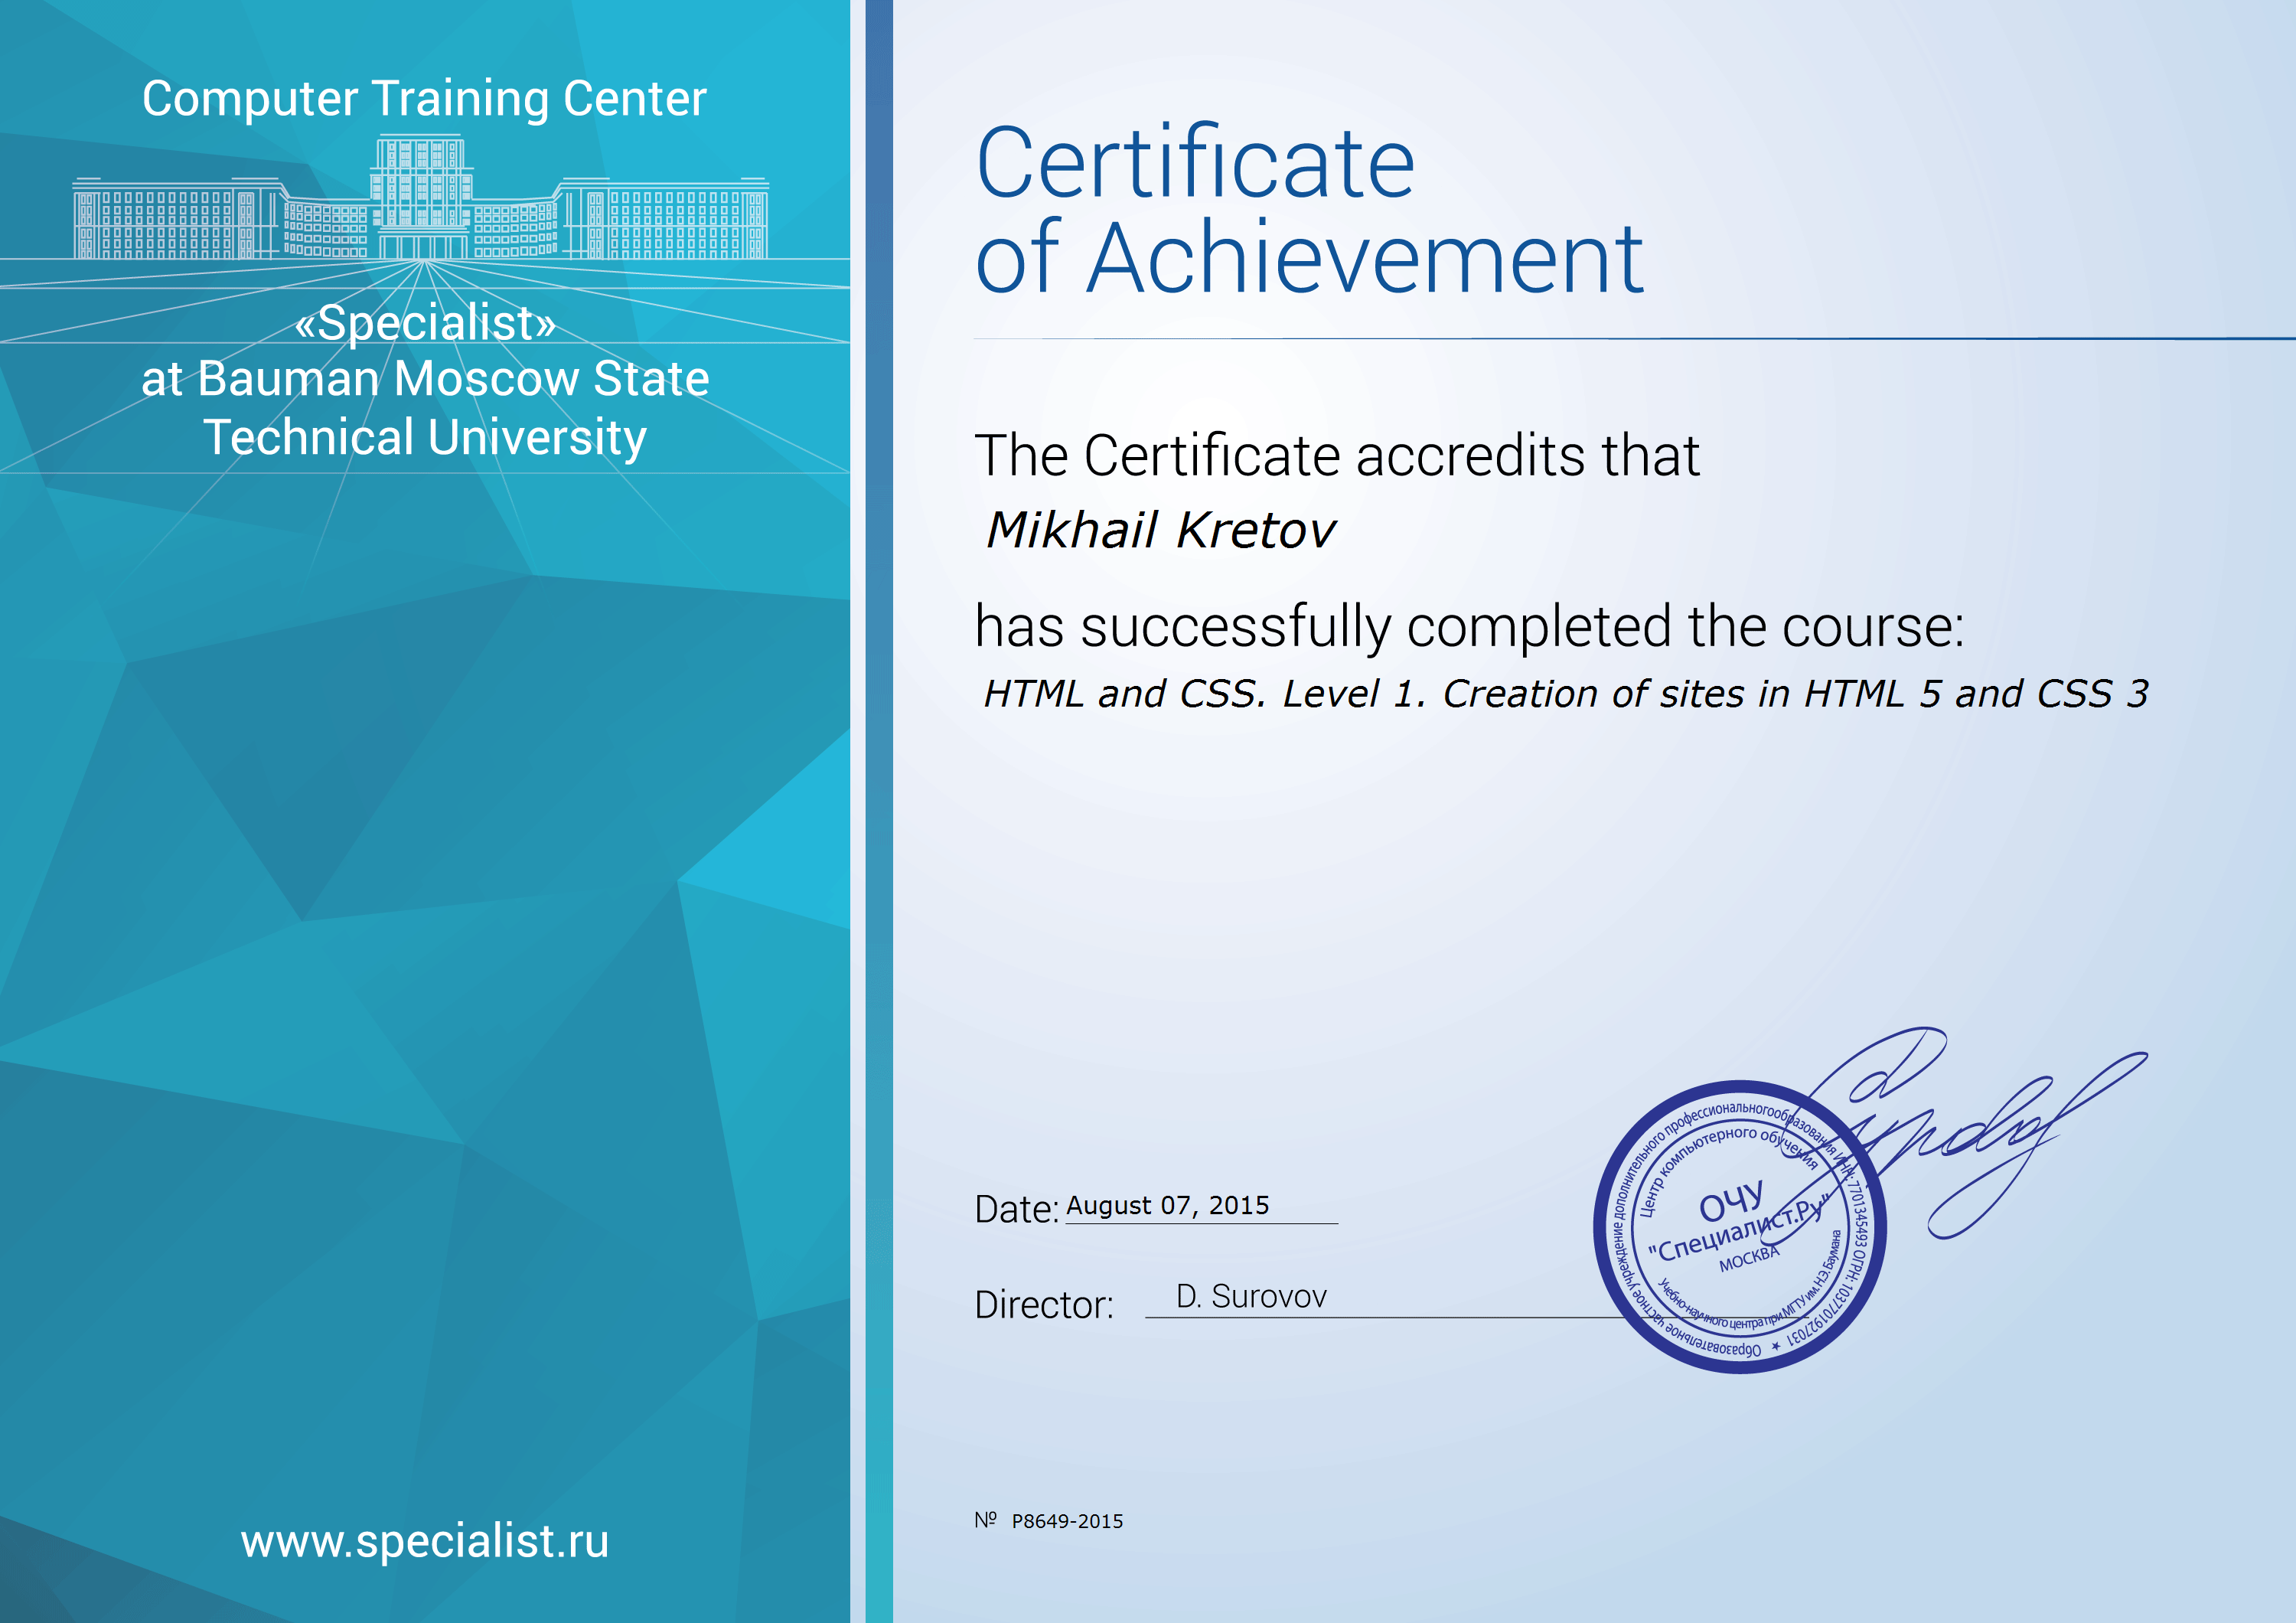 Computer Training Center
«Specialist»
at Bauman Moscow State
Technical University
www.specialist.ru
Certificate
of Achievement
The Certificate accredits that
Mikhail Kretov
has successfully completed the course:
HTML and CSS. Level 1. Creation of sites in HTML 5 and CSS 3
Date: August 07, 2015
Director: D. Surovov
№ P8649-2015
Образовательное частное учреждение дополнительного профессиональногообразования ИНН: 7701345493 ОГРН: 1037701927031 ★
Центр компьютерного обучения
ОЧУ
"Специалист.Ру"
МОСКВА
Учебно-научного центра при МГТУ им. Н.Э. Баумана